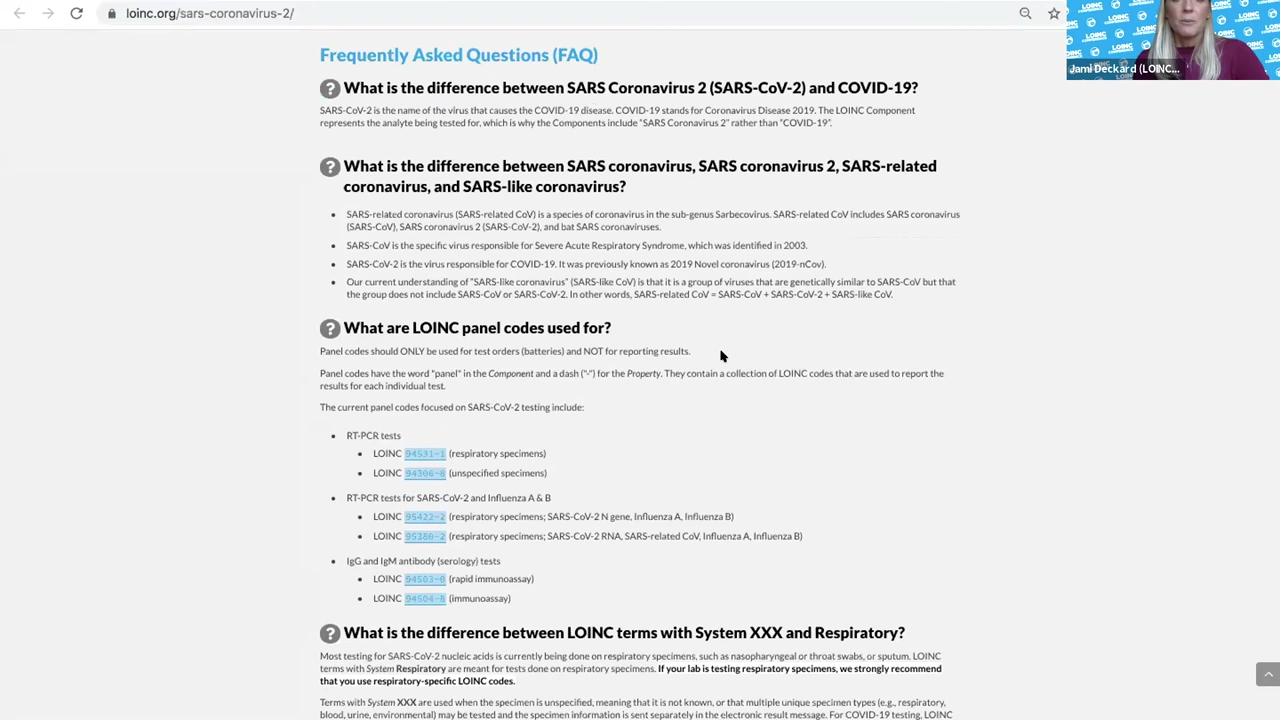 loinc.org/sars-coronavirus-2/
LOINC
Jami Deckard (LOINC...
Frequently Asked Questions (FAQ)
What is the difference between SARS Coronavirus 2 (SARS-CoV-2) and COVID-19?
SARS-CoV-2 is the name of the virus that causes the COVID-19 disease. COVID-19 stands for Coronavirus Disease 2019. The LOINC Component
represents the analyte being tested for, which is why the Components include "SARS Coronavirus 2" rather than "COVID-19".
What is the difference between SARS coronavirus, SARS coronavirus 2, SARS-related
coronavirus, and SARS-like coronavirus?
• SARS-related coronavirus (SARS-related CoV) is a species of coronavirus in the sub-genus Sarbecovirus. SARS-related CoV includes SARS coronavirus
(SARS-CoV), SARS coronavirus 2 (SARS-CoV-2), and bat SARS coronaviruses.
• SARS-CoV is the specific virus responsible for Severe Acute Respiratory Syndrome, which was identified in 2003.
• SARS-CoV-2 is the virus responsible for COVID-19. It was previously known as 2019 Novel coronavirus (2019-nCov).
• Our current understanding of "SARS-like coronavirus" (SARS-like CoV) is that it is a group of viruses that are genetically similar to SARS-CoV but that
the group does not include SARS-CoV or SARS-CoV-2. In other words, SARS-related CoV = SARS-CoV + SARS-CoV-2 + SARS-like CoV.
What are LOINC panel codes used for?
Panel codes should ONLY be used for test orders (batteries) and NOT for reporting results.
Panel codes have the word "panel" in the Component and a dash ("-") for the Property. They contain a collection of LOINC codes that are used to report the
results for each individual test.
The current panel codes focused on SARS-CoV-2 testing include:
• RT-PCR tests
• LOINC 94531-1 (respiratory specimens)
• LOINC 94306-8 (unspecified specimens)
• RT-PCR tests for SARS-CoV-2 and Influenza A & B
• LOINC 95422-2 (respiratory specimens; SARS-CoV-2 N gene, Influenza A, Influenza B)
• LOINC 95380-2 (respiratory specimens; SARS-CoV-2 RNA, SARS-related CoV, Influenza A, Influenza B)
• IgG and IgM antibody (serology) tests
• LOINC 94503-0 (rapid immunoassay)
• LOINC 94504-8 (immunoassay)
What is the difference between LOINC terms with System XXX and Respiratory?
Most testing for SARS-CoV-2 nucleic acids is currently being done on respiratory specimens, such as nasopharyngeal or throat swabs, or sputum. LOINC
terms with System Respiratory are meant for tests done on respiratory specimens. If your lab is testing respiratory specimens, we strongly recommend
that you use respiratory-specific LOINC codes.
Terms with System XXX are used when the specimen is unspecified, meaning that it is not known, or that multiple unique specimen types (e.g., respiratory,
blood, urine, environmental) may be tested and the specimen information is sent separately in the electronic result message. For COVID-19 testing, LOINC